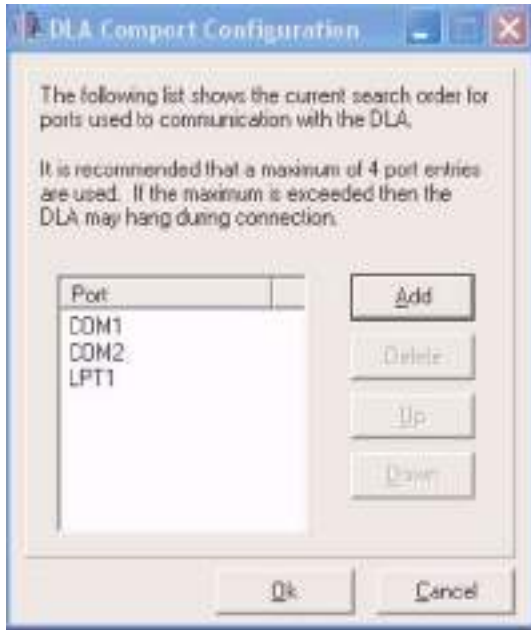 DLA Comport Configuration
The following list shows the current search order for
ports used to communication with the DLA.
It is recommended that a maximum of 4 port entries
are used. If the maximum is exceeded then the
DLA may hang during connection.
Port
COM1
COM2
LPT1
Add
Delete
Up
Down
Ok
Cancel